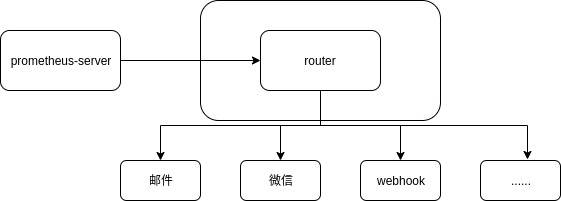 prometheus-server
router
邮件
微信
webhook
......